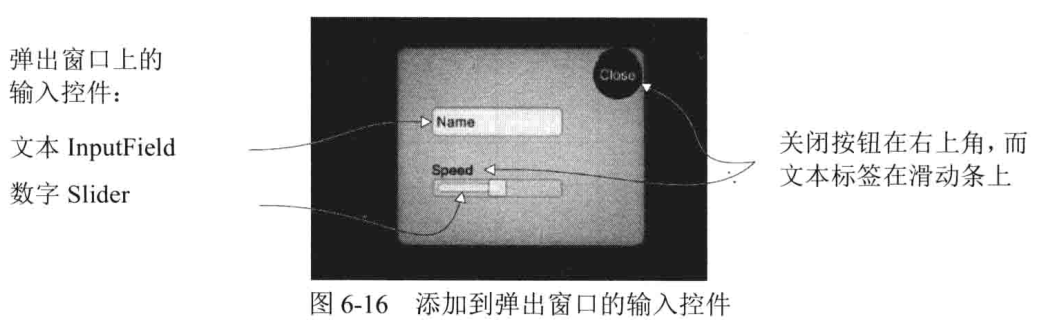 弹出窗口上的
输入控件：
文本 InputField
数字 Slider
Close
Name
Speed
关闭按钮在右上角，而
文本标签在滑动条上
图 6-16 添加到弹出窗口的输入控件